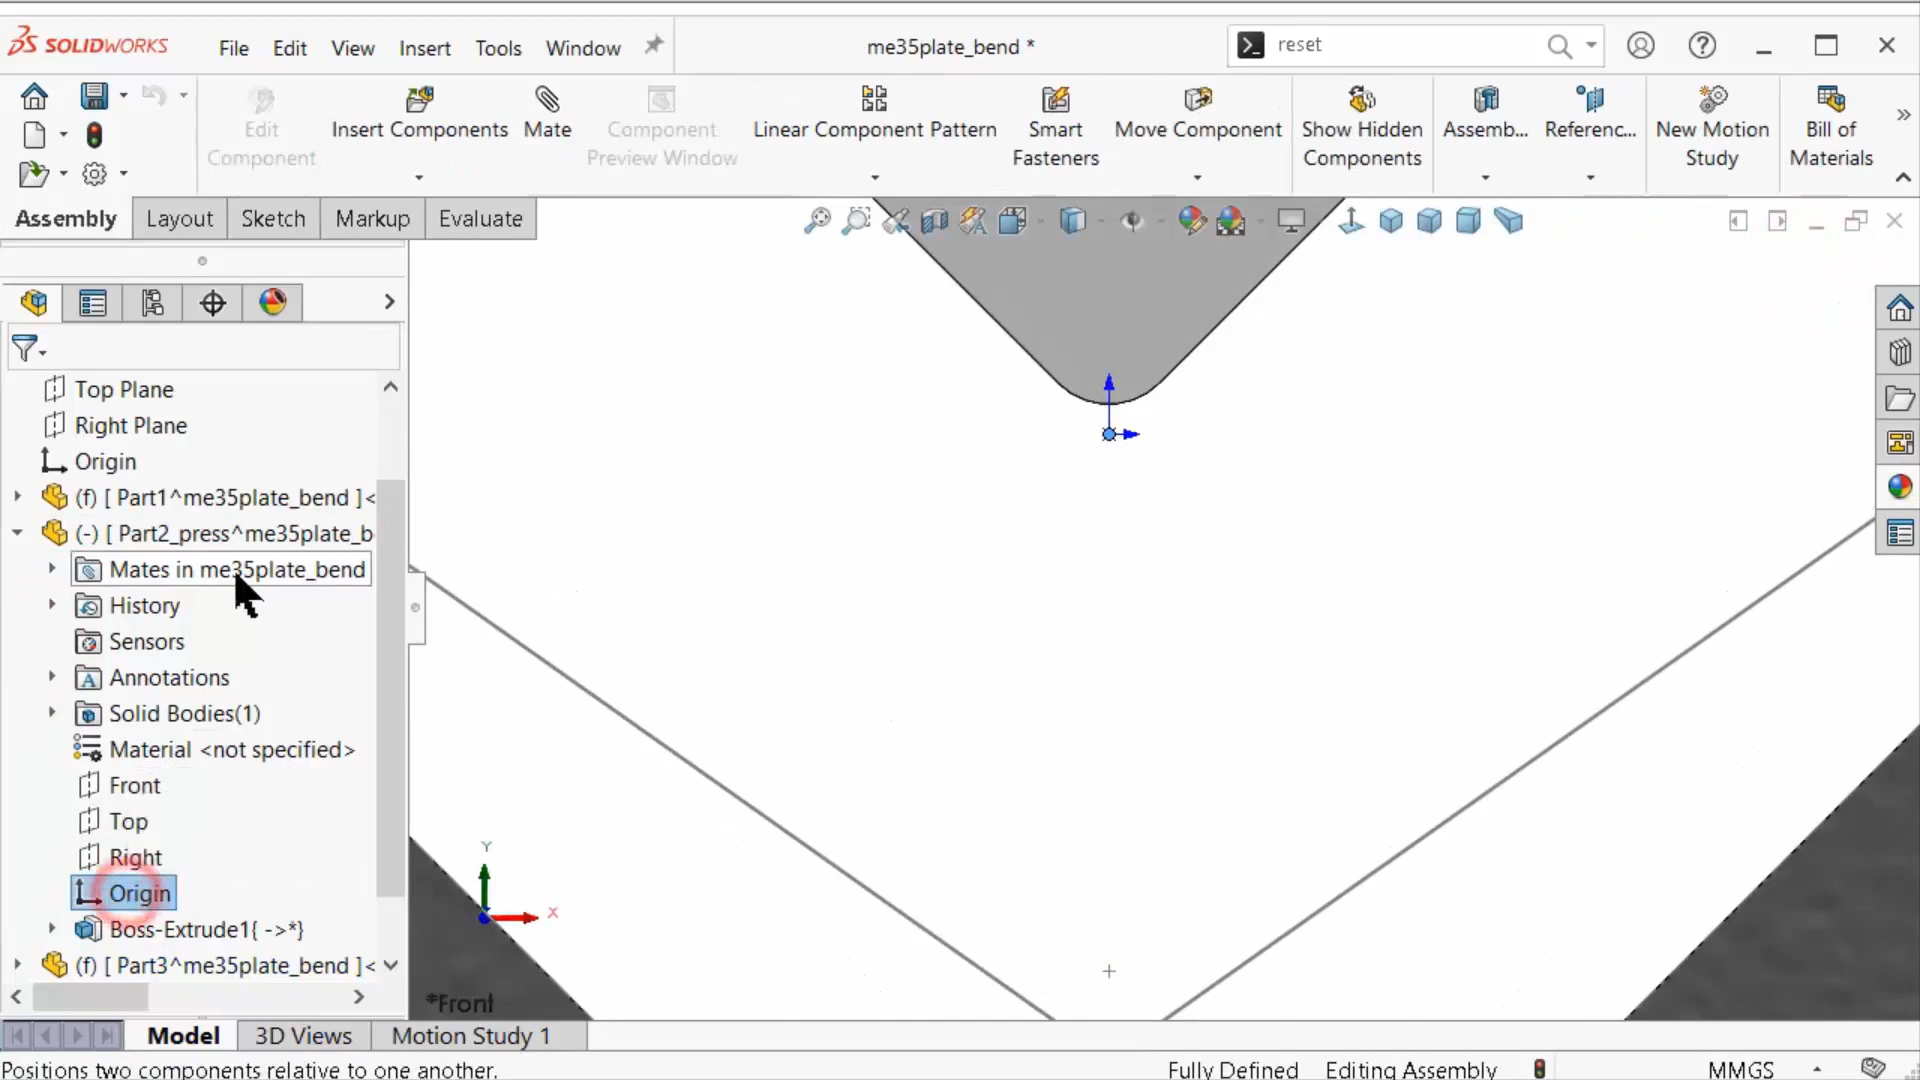 SOLIDWORKS
File Edit View Insert Tools Window
me35plate_bend *
reset
Edit Component
Insert Components
Mate
Component Preview Window
Linear Component Pattern
Smart Fasteners
Move Component
Show Hidden Components
Assemb...
Referenc...
New Motion Study
Bill of Materials
Assembly Layout Sketch Markup Evaluate
Top Plane
Right Plane
Origin
(f) [ Part1^me35plate_bend ]<
(-) [ Part2_press^me35plate_b
Mates in me35plate_bend
History
Sensors
Annotations
Solid Bodies(1)
Material <not specified>
Front
Top
Right
Origin
Boss-Extrude1{ ->*}
(f) [ Part3^me35plate_bend ]<
Y
X
*Front
Model 3D Views Motion Study 1
Positions two components relative to one another.
Fully Defined Editing Assembly MMGS